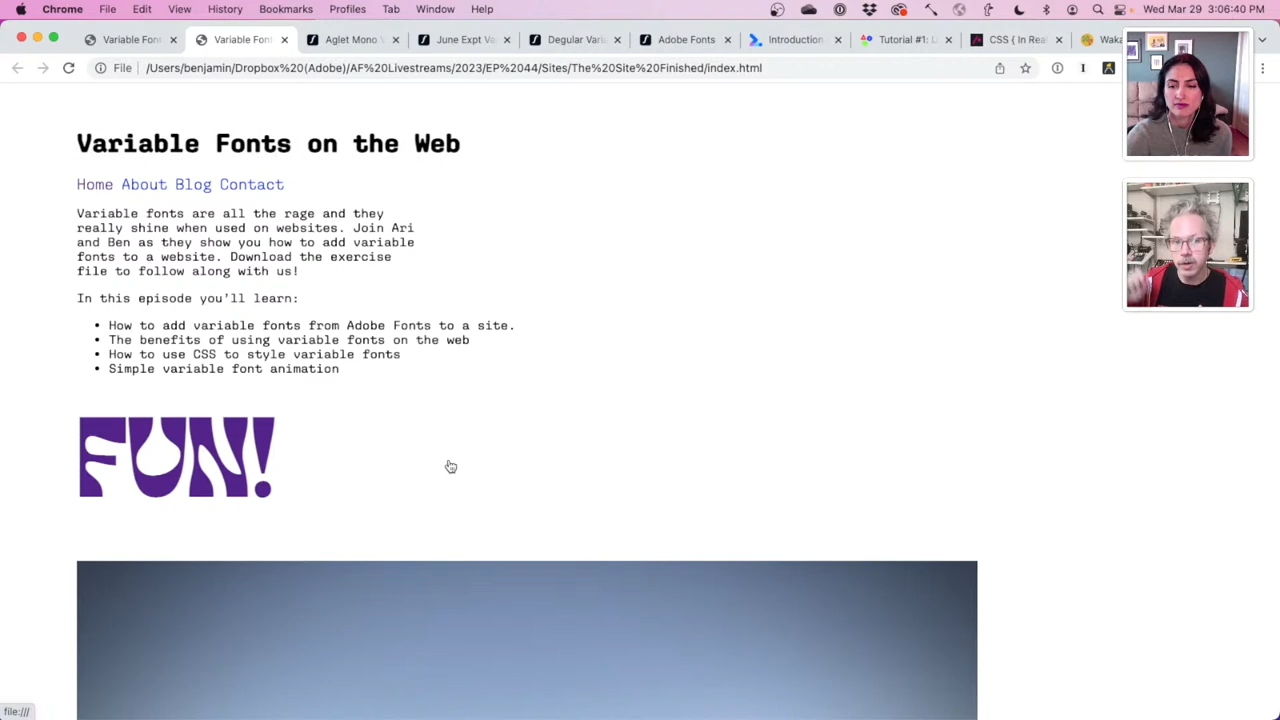 Chrome File Edit View History Bookmarks Profiles Tab Window Help Wed Mar 29 3:06:40 PM
Variable Fon
Variable Font
Aglet Mono V
June Expt Va
Degular Varia
Adobe Fonts
Introduction
Tutorial #1:
CSS { In Rea
Waka
File /Users/benjamin/Dropbox%20(Adobe)/AF%20Livestreams/2023/EP%2044/Sites/The%20Site%20Finished/index.html
Variable Fonts on the Web
Home About Blog Contact
Variable fonts are all the rage and they
really shine when used on websites. Join Ari
and Ben as they show you how to add variable
fonts to a website. Download the exercise
file to follow along with us!
In this episode you'll learn:
• How to add variable fonts from Adobe Fonts to a site.
• The benefits of using variable fonts on the web
• How to use CSS to style variable fonts
• Simple variable font animation
FUN!
file:///